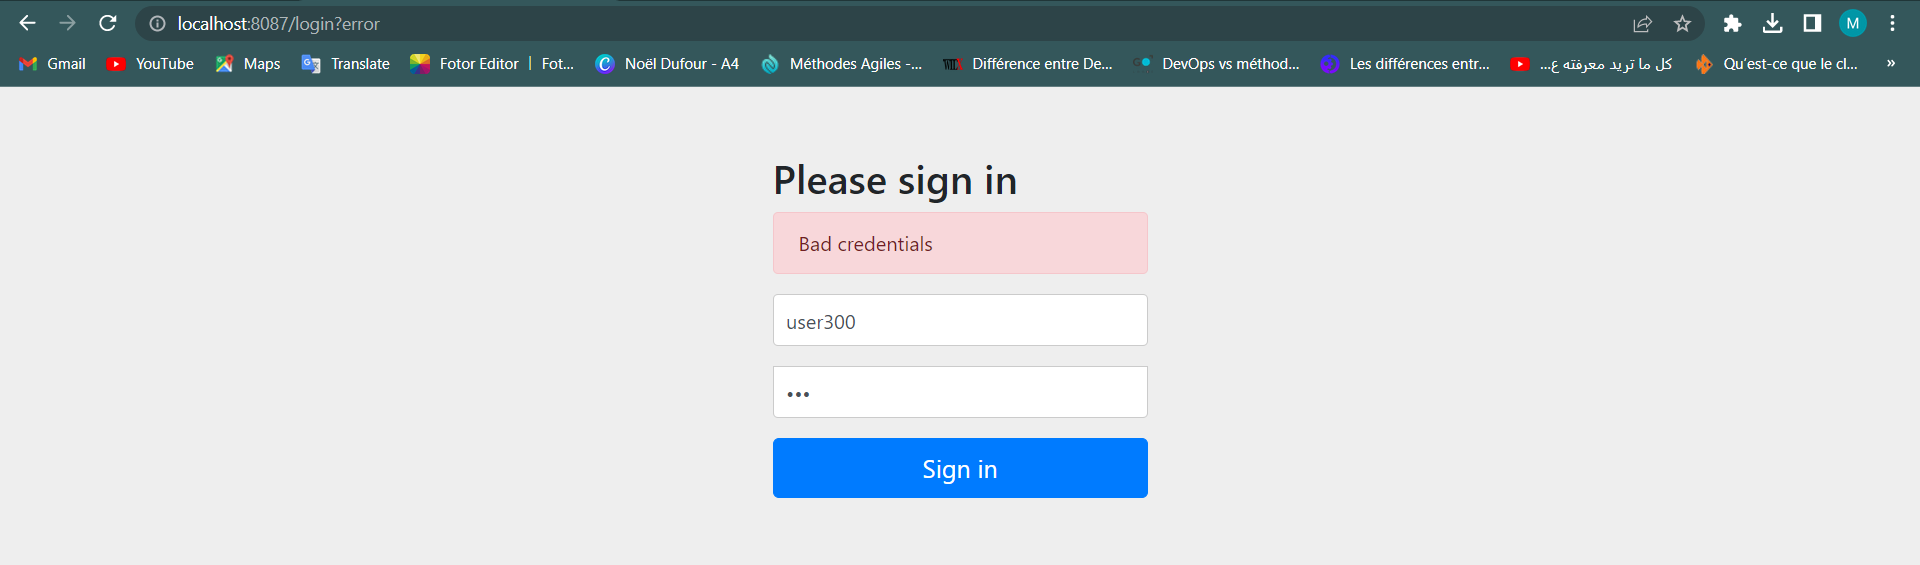 localhost:8087/login?error
M
Gmail YouTube Maps Translate Fotor Editor | Fot... Noël Dufour - A4 Méthodes Agiles -... Différence entre De... DevOps vs méthod... Les différences entr... كل ما تريد معرفته ع... Qu'est-ce que le cl... »
Please sign in
Bad credentials
user300
•••
Sign in